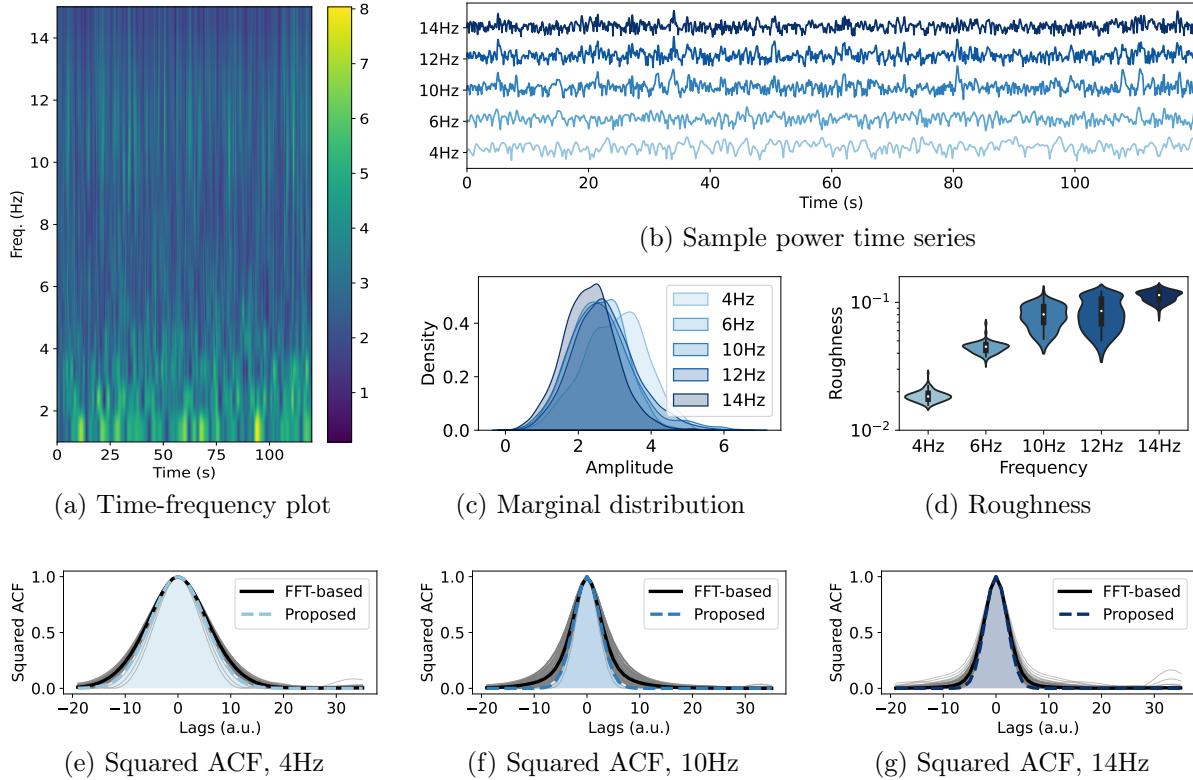 14
12
10
8
6
4
2
Freq. (Hz)
0 25 50 75 100
Time (s)
8
7
6
5
4
3
2
1
(a) Time-frequency plot
14Hz
12Hz
10Hz
6Hz
4Hz
0 20 40 60 80 100
Time (s)
(b) Sample power time series
0.4
0.2
0.0
Density
0 2 4 6
Amplitude
4Hz
6Hz
10Hz
12Hz
14Hz
(c) Marginal distribution
10⁻¹
10⁻²
Roughness
4Hz 6Hz 10Hz 12Hz 14Hz
Frequency
(d) Roughness
1.0
0.5
0.0
Squared ACF
FFT-based
Proposed
−20 −10 0 10 20 30
Lags (a.u.)
(e) Squared ACF, 4Hz
1.0
0.5
0.0
Squared ACF
FFT-based
Proposed
−20 −10 0 10 20 30
Lags (a.u.)
(f) Squared ACF, 10Hz
1.0
0.5
0.0
Squared ACF
FFT-based
Proposed
−20 −10 0 10 20 30
Lags (a.u.)
(g) Squared ACF, 14Hz